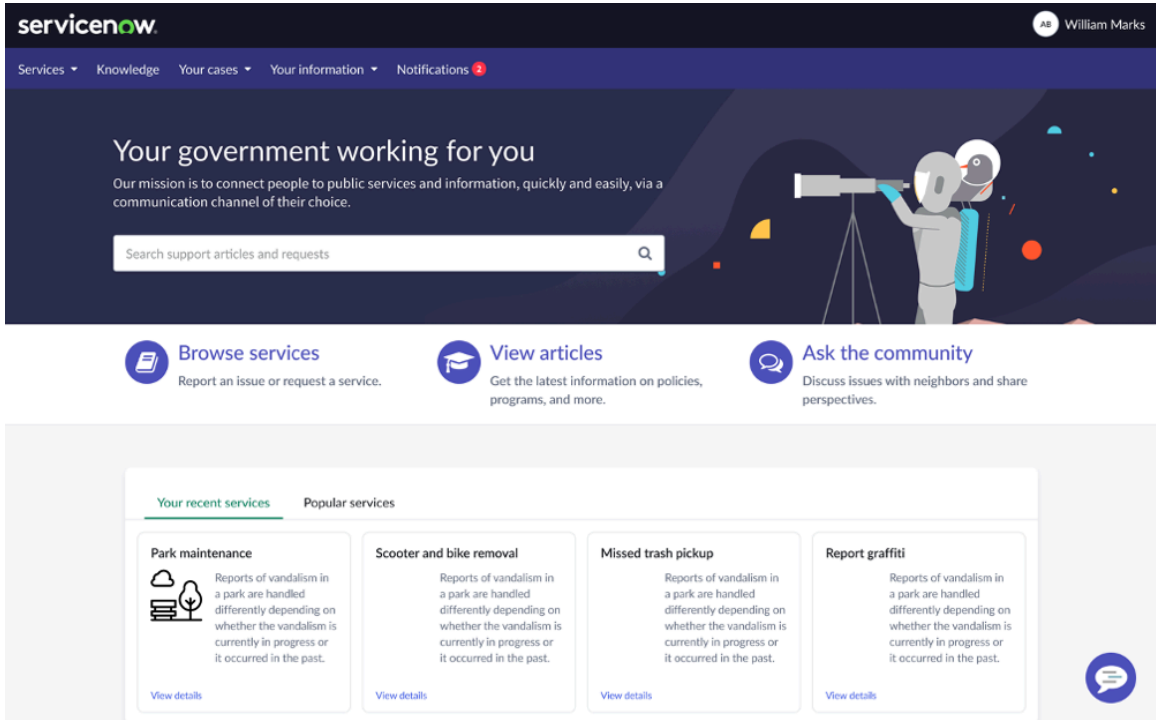 servicenow.
AB William Marks
Services Knowledge Your cases Your information Notifications 2
Your government working for you
Our mission is to connect people to public services and information, quickly and easily, via a
communication channel of their choice.
Search support articles and requests
Browse services
Report an issue or request a service.
View articles
Get the latest information on policies,
programs, and more.
Ask the community
Discuss issues with neighbors and share
perspectives.
Your recent services Popular services
Park maintenance
Reports of vandalism in
a park are handled
differently depending on
whether the vandalism is
currently in progress or
it occurred in the past.
View details
Scooter and bike removal
Reports of vandalism in
a park are handled
differently depending on
whether the vandalism is
currently in progress or
it occurred in the past.
View details
Missed trash pickup
Reports of vandalism in
a park are handled
differently depending on
whether the vandalism is
currently in progress or
it occurred in the past.
View details
Report graffiti
Reports of vandalism in
a park are handled
differently depending on
whether the vandalism is
currently in progress or
it occurred in the past.
View details